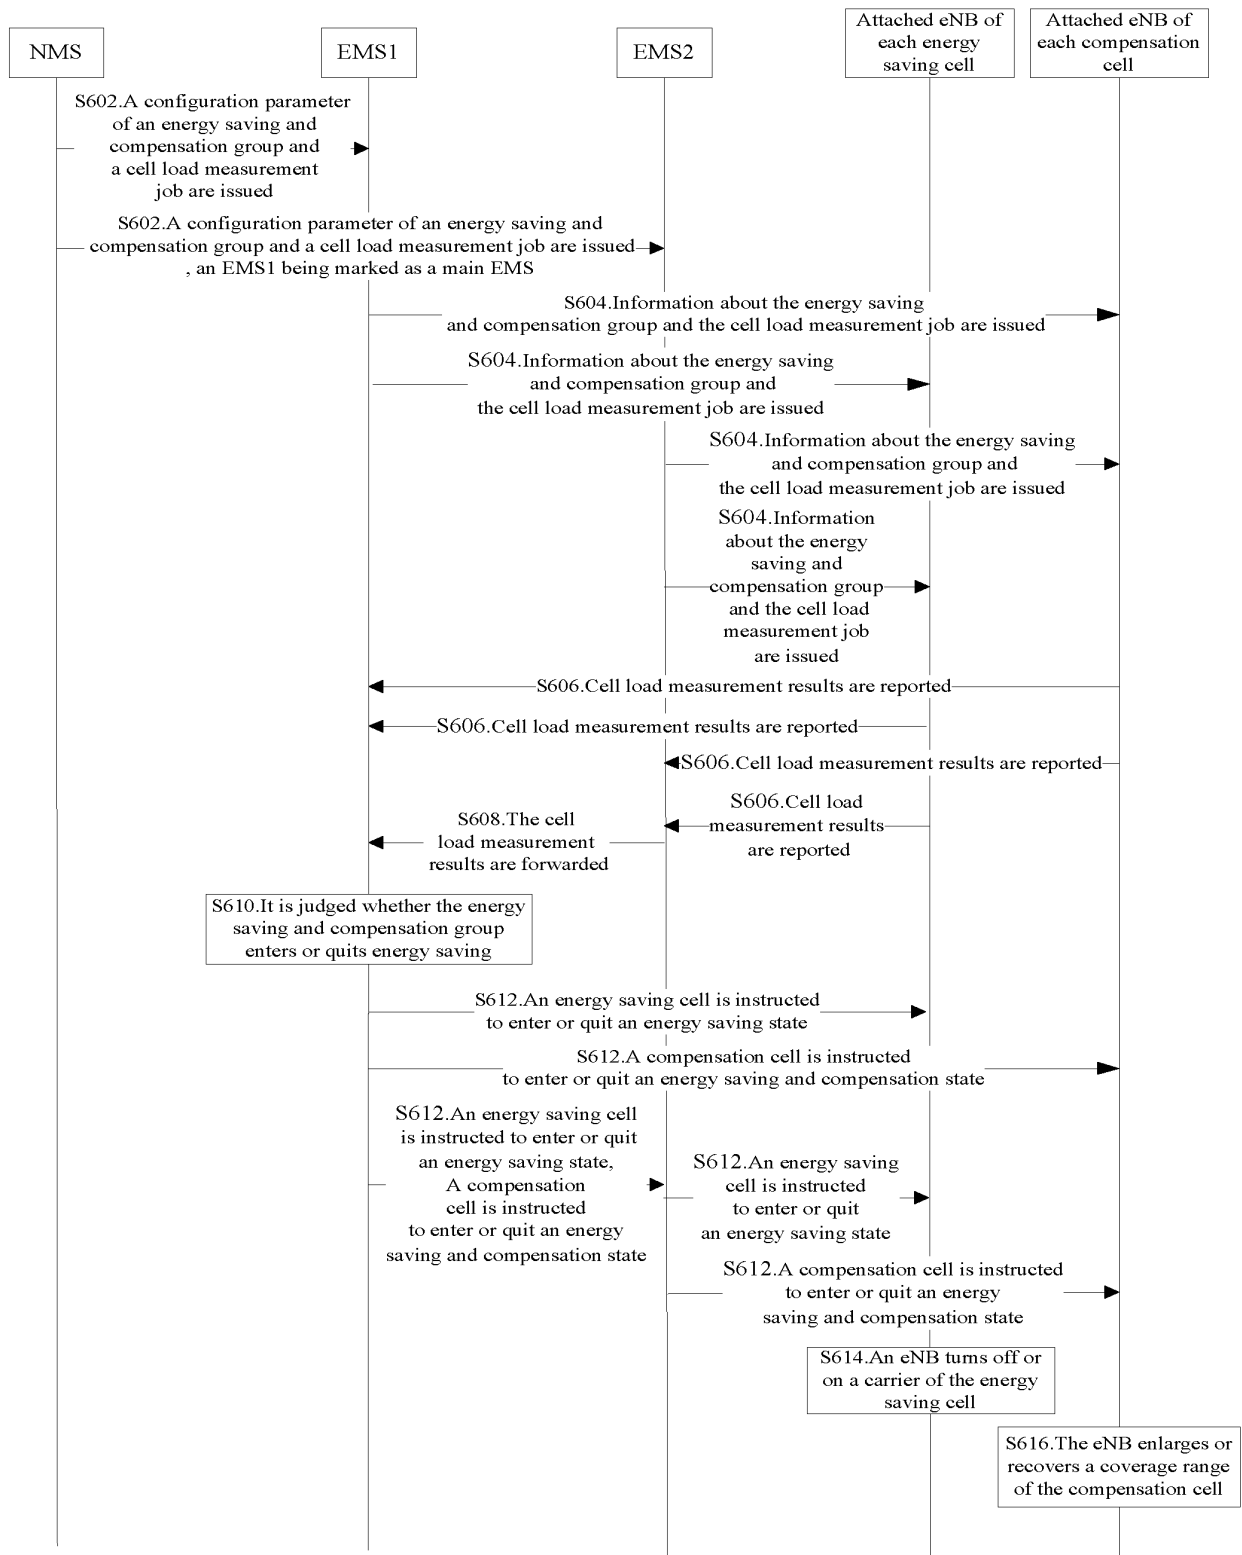 NMS
EMS1
EMS2
Attached eNB of
each energy
saving cell
Attached eNB of
each compensation
cell
S602.A configuration parameter
of an energy saving and
compensation group and
a cell load measurement
job are issued
S602.A configuration parameter of an energy saving and
compensation group and a cell load measurement job are issued
, an EMS1 being marked as a main EMS
S604.Information about the energy saving
and compensation group and the cell load measurement job are issued
S604.Information about the energy saving
and compensation group and
the cell load measurement job are issued
S604.Information about the energy saving
and compensation group and
the cell load measurement job are issued
S604.Information
about the energy
saving and
compensation group
and the cell load
measurement job
are issued
S606.Cell load measurement results are reported
S606.Cell load measurement results are reported
S606.Cell load measurement results are reported
S606.Cell load
measurement results
are reported
S608.The cell
load measurement
results are forwarded
S610.It is judged whether the energy
saving and compensation group
enters or quits energy saving
S612.An energy saving cell is instructed
to enter or quit an energy saving state
S612.A compensation cell is instructed
to enter or quit an energy saving and compensation state
S612.An energy saving cell
is instructed to enter or quit
an energy saving state,
A compensation
cell is instructed
to enter or quit an energy
saving and compensation state
S612.An energy saving
cell is instructed
to enter or quit
an energy saving state
S612.A compensation cell is instructed
to enter or quit an energy
saving and compensation state
S614.An eNB turns off or
on a carrier of the energy
saving cell
S616.The eNB enlarges or
recovers a coverage range
of the compensation cell